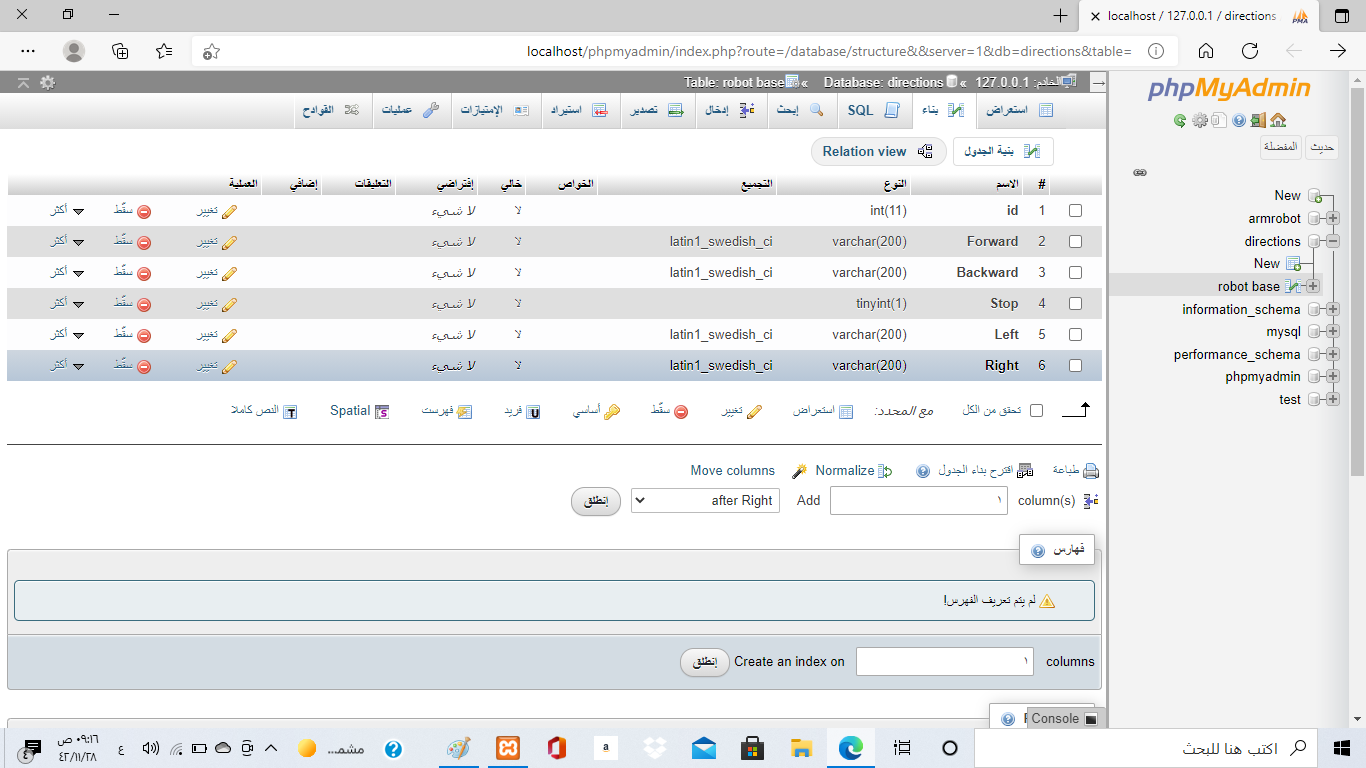 localhost / 127.0.0.1 / directions
localhost/phpmyadmin/index.php?route=/database/structure&&server=1&db=directions&table=
phpMyAdmin
حديث المفضلة
New
armrobot
directions
New
robot base
information_schema
mysql
performance_schema
phpmyadmin
test
الخادم: 127.0.0.1 » Database: directions » Table: robot base
استعراض بناء SQL إبحث إدخال تصدير استيراد الإمتيازات عمليات القوادح
بنية الجدول Relation view
# الاسم النوع التجميع الخواص خالي إفتراضي التعليقات إضافي العملية
1 id int(11) لا لا شيء تغيير سقّط أكثر
2 Forward varchar(200) latin1_swedish_ci لا لا شيء تغيير سقّط أكثر
3 Backward varchar(200) latin1_swedish_ci لا لا شيء تغيير سقّط أكثر
4 Stop tinyint(1) لا لا شيء تغيير سقّط أكثر
5 Left varchar(200) latin1_swedish_ci لا لا شيء تغيير سقّط أكثر
6 Right varchar(200) latin1_swedish_ci لا لا شيء تغيير سقّط أكثر
تحقق من الكل مع المحدد: استعراض تغيير سقّط أساسي فريد فهرست Spatial النص كاملا
طباعة اقترح بناء الجدول Normalize Move columns
column(s) ١ Add after Right إنطلق
فهارس
لم يتم تعريف الفهرس!
columns ١ Create an index on إنطلق
Console
اكتب هنا للبحث
مشمـ...
ع
٠٩:١٦ ص
٤٢/١١/٢٨